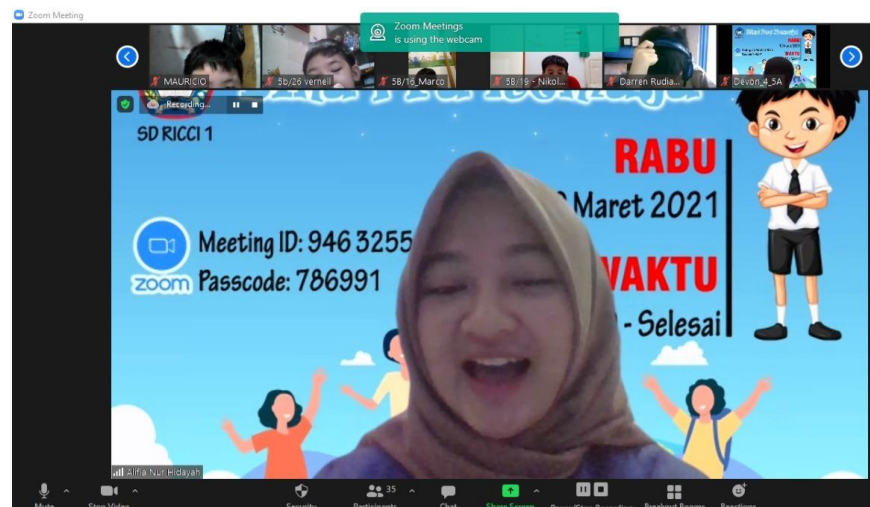 Zoom Meeting
Zoom Meetings
is using the webcam
MAURICIO
5b/26 verneil
5B/16_Marco
5B/19 - Nikol...
Darren Rudia...
Devon_4_5A
Recording...
SD RICCI 1
RABU
Maret 2021
Meeting ID: 946 3255
Passcode: 786991
zoom
WAKTU
- Selesai
Alifia Nur Hidayah
35
Mute
Stop Video
Security
Participants
Chat
Share Screen
Pause/Stop Recording
Breakout Rooms
Reactions